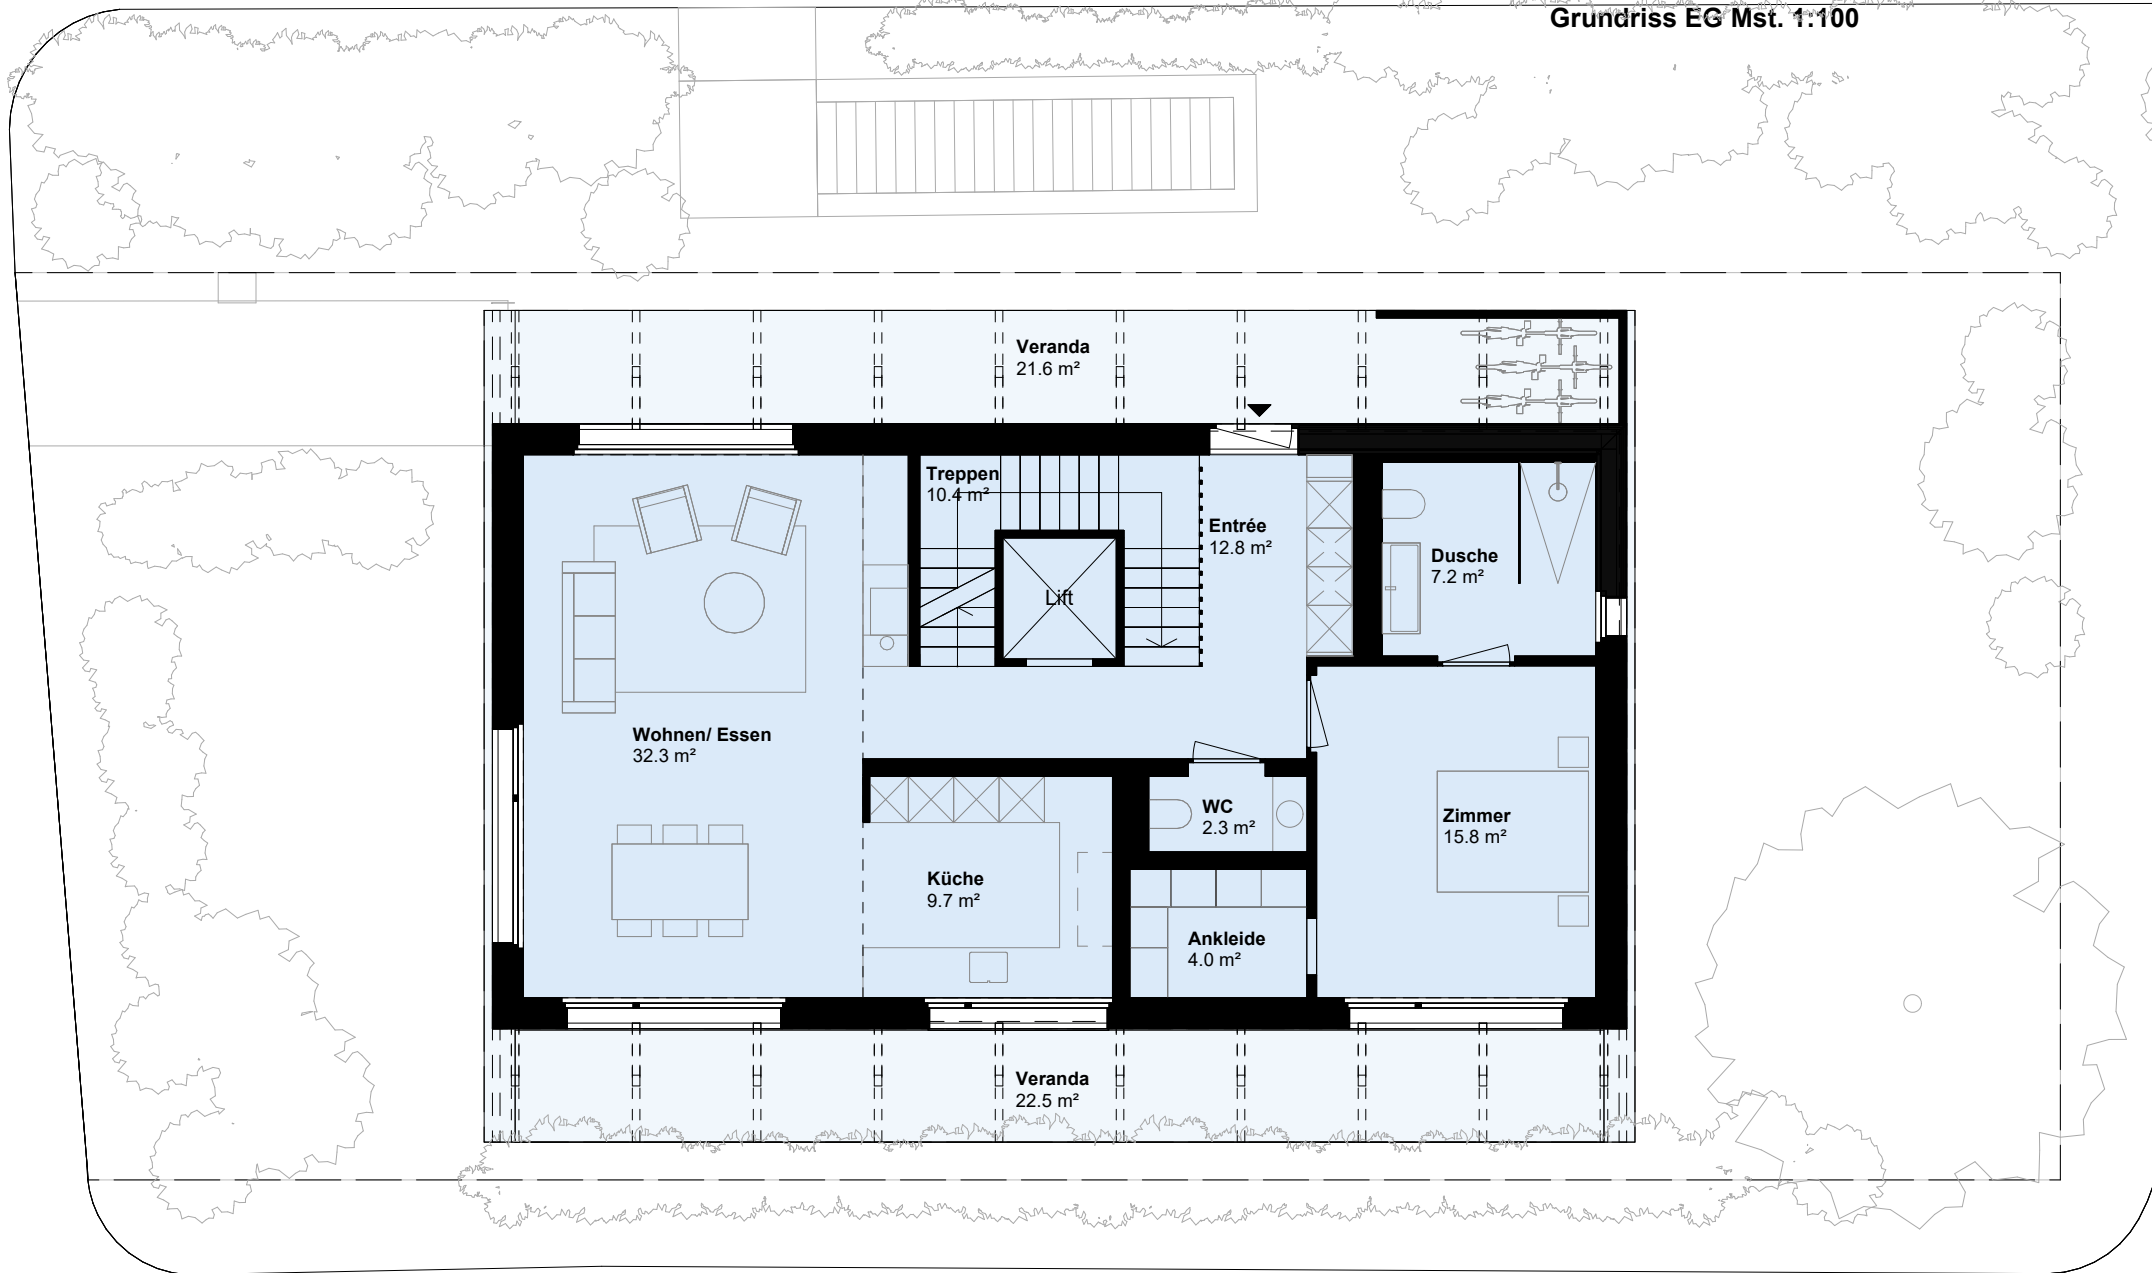 Grundriss EG Mst. 1:100
Veranda
21.6 m²
Treppen
10.4 m²
Entrée
12.8 m²
Dusche
7.2 m²
Lift
Wohnen/ Essen
32.3 m²
WC
2.3 m²
Zimmer
15.8 m²
Küche
9.7 m²
Ankleide
4.0 m²
Veranda
22.5 m²